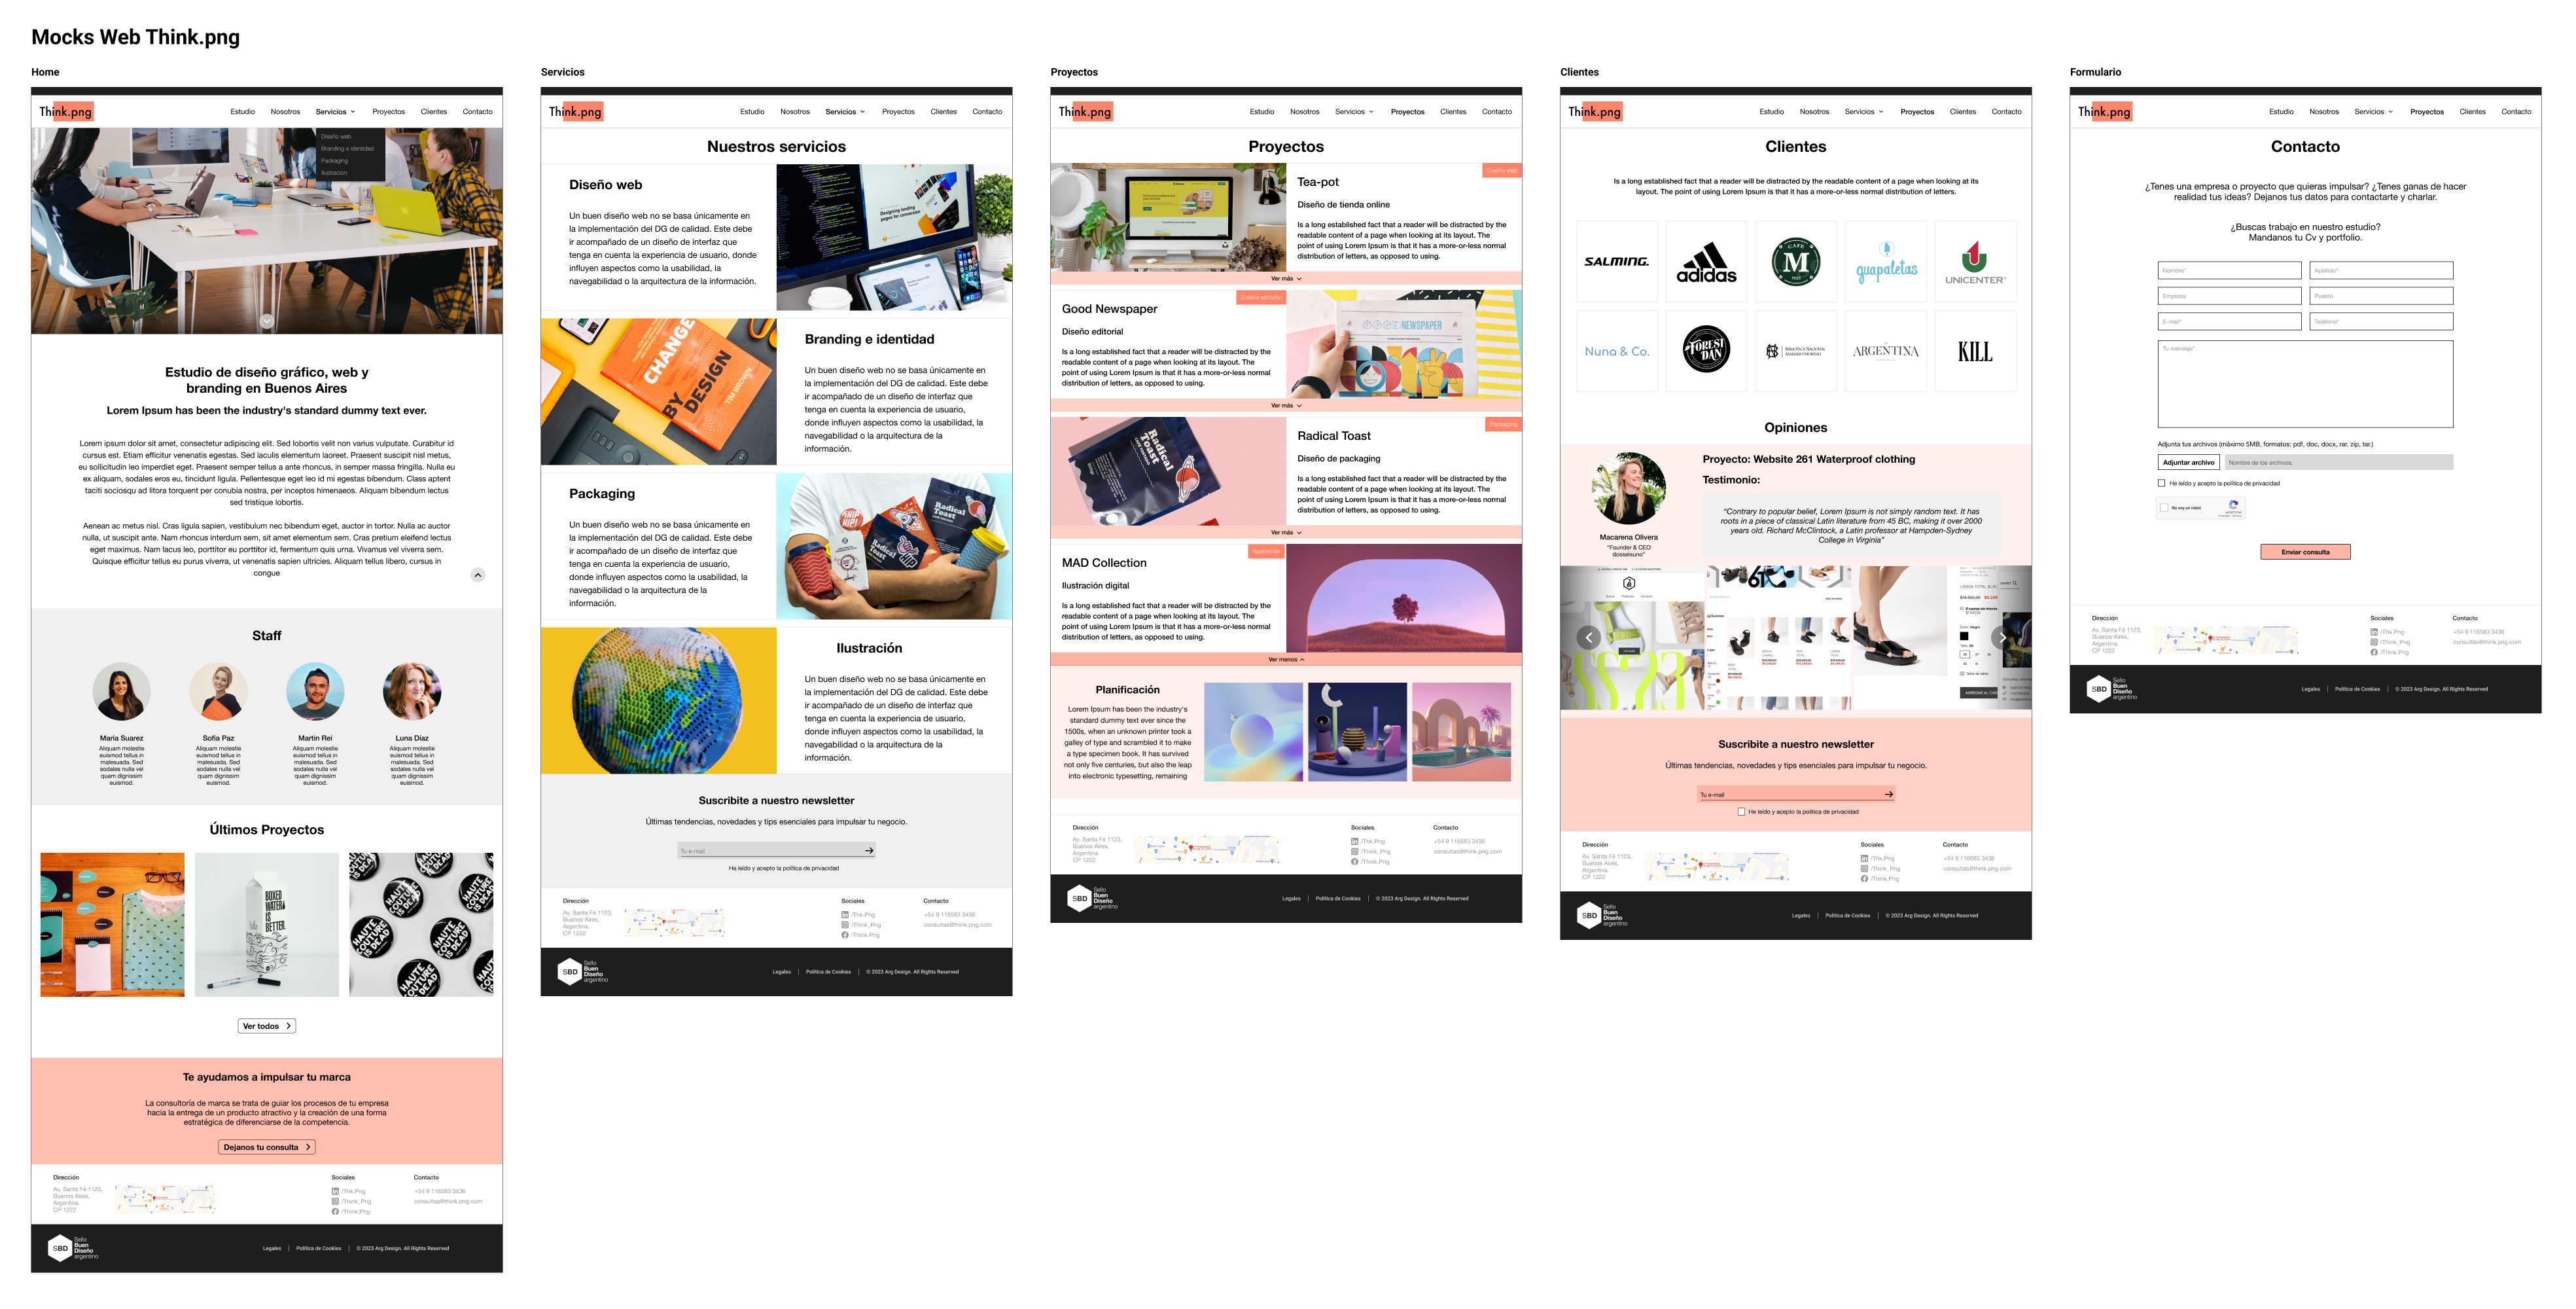 Mocks Web Think.png
Home
Think.png
Estudio Nosotros Servicios Proyectos Clientes Contacto
Diseño web
Branding e identidad
Packaging
Ilustracion
Estudio de diseño gráfico, web y
branding en Buenos Aires
Lorem Ipsum has been the industry's standard dummy text ever.
Lorem ipsum dolor sit amet, consectetur adipiscing elit. Sed lobortis velit non varius vulputate. Curabitur id
cursus est. Etiam efficitur venenatis egestas. Sed iaculis elementum laoreet. Praesent suscipit nisl metus,
eu sollicitudin leo imperdiet eget. Praesent semper tellus a ante rhoncus, in semper massa fringilla. Nulla eu
ex aliquam, sodales eros eu, tincidunt ligula. Pellentesque eget leo id mi egestas bibendum. Class aptent
taciti sociosqu ad litora torquent per conubia nostra, per inceptos himenaeos. Aliquam bibendum lectus
sed tristique lobortis.
Aenean ac metus nisl. Cras ligula sapien, vestibulum nec bibendum eget, auctor in tortor. Nulla ac auctor
nulla, ut suscipit ante. Nam rhoncus interdum sem, sit amet elementum sem. Cras pretium eleifend lectus
eget maximus. Nam lacus leo, porttitor eu porttitor id, fermentum quis urna. Vivamus vel viverra sem.
Quisque efficitur tellus eu purus viverra, ut venenatis sapien ultricies. Aliquam tellus libero, cursus in
congue
Staff
Maria Suarez
Aliquam molestie
euismod tellus in
malesuada. Sed
sodales nulla vel
quam dignissim
euismod.
Sofia Paz
Aliquam molestie
euismod tellus in
malesuada. Sed
sodales nulla vel
quam dignissim
euismod.
Martin Rei
Aliquam molestie
euismod tellus in
malesuada. Sed
sodales nulla vel
quam dignissim
euismod.
Luna Diaz
Aliquam molestie
euismod tellus in
malesuada. Sed
sodales nulla vel
quam dignissim
euismod.
Últimos Proyectos
BOXED
WATER
IS
BETTER.
HAUTE
COUTURE
IS DEAD
Ver todos
Te ayudamos a impulsar tu marca
La consultoría de marca se trata de guiar los procesos de tu empresa
hacia la entrega de un producto atractivo y la creación de una forma
estratégica de diferenciarse de la competencia.
Dejanos tu consulta
Dirección
Av. Santa Fé 1123,
Buenos Aires,
Argentina.
CP 1222
Sociales
/Thk.Png
/Think_Png
/Think.Png
Contacto
+54 9 116583 3436
consultas@think.png.com
SBD
Sello
Buen
Diseño
argentino
Legales | Política de Cookies | © 2023 Arg Design. All Rights Reserved
Servicios
Think.png
Estudio Nosotros Servicios Proyectos Clientes Contacto
Nuestros servicios
Diseño web
Un buen diseño web no se basa únicamente en
la implementación del DG de calidad. Este debe
ir acompañado de un diseño de interfaz que
tenga en cuenta la experiencia de usuario, donde
influyen aspectos como la usabilidad, la
navegabilidad o la arquitectura de la información.
Designing landing
pages for conversion
CHANGE
BY
DESIGN
TIM BROWN
Branding e identidad
Un buen diseño web no se basa únicamente en
la implementación del DG de calidad. Este debe
ir acompañado de un diseño de interfaz que
tenga en cuenta la experiencia de usuario,
donde influyen aspectos como la usabilidad, la
navegabilidad o la arquitectura de la
información.
Packaging
Un buen diseño web no se basa únicamente en
la implementación del DG de calidad. Este debe
ir acompañado de un diseño de interfaz que
tenga en cuenta la experiencia de usuario,
donde influyen aspectos como la usabilidad, la
navegabilidad o la arquitectura de la
información.
Radical
Toast
Ilustración
Un buen diseño web no se basa únicamente en
la implementación del DG de calidad. Este debe
ir acompañado de un diseño de interfaz que
tenga en cuenta la experiencia de usuario,
donde influyen aspectos como la usabilidad, la
navegabilidad o la arquitectura de la
información.
Suscribite a nuestro newsletter
Últimas tendencias, novedades y tips esenciales para impulsar tu negocio.
Tu e-mail
He leído y acepto la política de privacidad
Dirección
Av. Santa Fé 1123,
Buenos Aires,
Argentina.
CP 1222
Sociales
/Thk.Png
/Think_Png
/Think.Png
Contacto
+54 9 116583 3436
consultas@think.png.com
SBD
Sello
Buen
Diseño
argentino
Legales | Política de Cookies | © 2023 Arg Design. All Rights Reserved
Proyectos
Think.png
Estudio Nosotros Servicios Proyectos Clientes Contacto
Proyectos
Diseño web
Tea-pot
Diseño de tienda online
Is a long established fact that a reader will be distracted by the
readable content of a page when looking at its layout. The
point of using Lorem Ipsum is that it has a more-or-less normal
distribution of letters, as opposed to using.
Ver más
Diseño editorial
Good Newspaper
Diseño editorial
Is a long established fact that a reader will be distracted by the
readable content of a page when looking at its layout. The
point of using Lorem Ipsum is that it has a more-or-less normal
distribution of letters, as opposed to using.
GOOD NEWSPAPER
Ver más
Radical
Toast
Packaging
Radical Toast
Diseño de packaging
Is a long established fact that a reader will be distracted by the
readable content of a page when looking at its layout. The
point of using Lorem Ipsum is that it has a more-or-less normal
distribution of letters, as opposed to using.
Ver más
Ilustración
MAD Collection
Ilustración digital
Is a long established fact that a reader will be distracted by the
readable content of a page when looking at its layout. The
point of using Lorem Ipsum is that it has a more-or-less normal
distribution of letters, as opposed to using.
Ver menos
Planificación
Lorem Ipsum has been the industry's
standard dummy text ever since the
1500s, when an unknown printer took a
galley of type and scrambled it to make
a type specimen book. It has survived
not only five centuries, but also the leap
into electronic typesetting, remaining
Dirección
Av. Santa Fé 1123,
Buenos Aires,
Argentina.
CP 1222
Sociales
/Thk.Png
/Think_Png
/Think.Png
Contacto
+54 9 116583 3436
consultas@think.png.com
SBD
Sello
Buen
Diseño
argentino
Legales | Política de Cookies | © 2023 Arg Design. All Rights Reserved
Clientes
Think.png
Estudio Nosotros Servicios Proyectos Clientes Contacto
Clientes
Is a long established fact that a reader will be distracted by the readable content of a page when looking at its
layout. The point of using Lorem Ipsum is that it has a more-or-less normal distribution of letters.
SALMING.
adidas
CAFE
M
guapaletas
UNICENTER
Nuna & Co.
FOREST
DAN
BIBLIOTECA NACIONAL
MARIANO MORENO
ARGENTINA
KILL
Opiniones
Macarena Olivera
"Founder & CEO
dosseisuno"
Proyecto: Website 261 Waterproof clothing
Testimonio:
"Contrary to popular belief, Lorem Ipsum is not simply random text. It has
roots in a piece of classical Latin literature from 45 BC, making it over 2000
years old. Richard McClintock, a Latin professor at Hampden-Sydney
College in Virginia"
Suscribite a nuestro newsletter
Últimas tendencias, novedades y tips esenciales para impulsar tu negocio.
Tu e-mail
He leído y acepto la política de privacidad
Dirección
Av. Santa Fé 1123,
Buenos Aires,
Argentina.
CP 1222
Sociales
/Thk.Png
/Think_Png
/Think.Png
Contacto
+54 9 116583 3436
consultas@think.png.com
SBD
Sello
Buen
Diseño
argentino
Legales | Política de Cookies | © 2023 Arg Design. All Rights Reserved
Formulario
Think.png
Estudio Nosotros Servicios Proyectos Clientes Contacto
Contacto
¿Tenes una empresa o proyecto que quieras impulsar? ¿Tenes ganas de hacer
realidad tus ideas? Dejanos tus datos para contactarte y charlar.
¿Buscas trabajo en nuestro estudio?
Mandanos tu Cv y portfolio.
Nombre* Apellido*
Empresa Puesto
E-mail* Teléfono*
Tu mensaje*
Adjunta tus archivos (máximo 5MB, formatos: pdf, doc, docx, rar, zip, tar.)
Adjuntar archivo Nombre de los archivos.
He leído y acepto la política de privacidad
No soy un robot
Enviar consulta
Dirección
Av. Santa Fé 1123,
Buenos Aires,
Argentina.
CP 1222
Sociales
/Thk.Png
/Think_Png
/Think.Png
Contacto
+54 9 116583 3436
consultas@think.png.com
SBD
Sello
Buen
Diseño
argentino
Legales | Política de Cookies | © 2023 Arg Design. All Rights Reserved